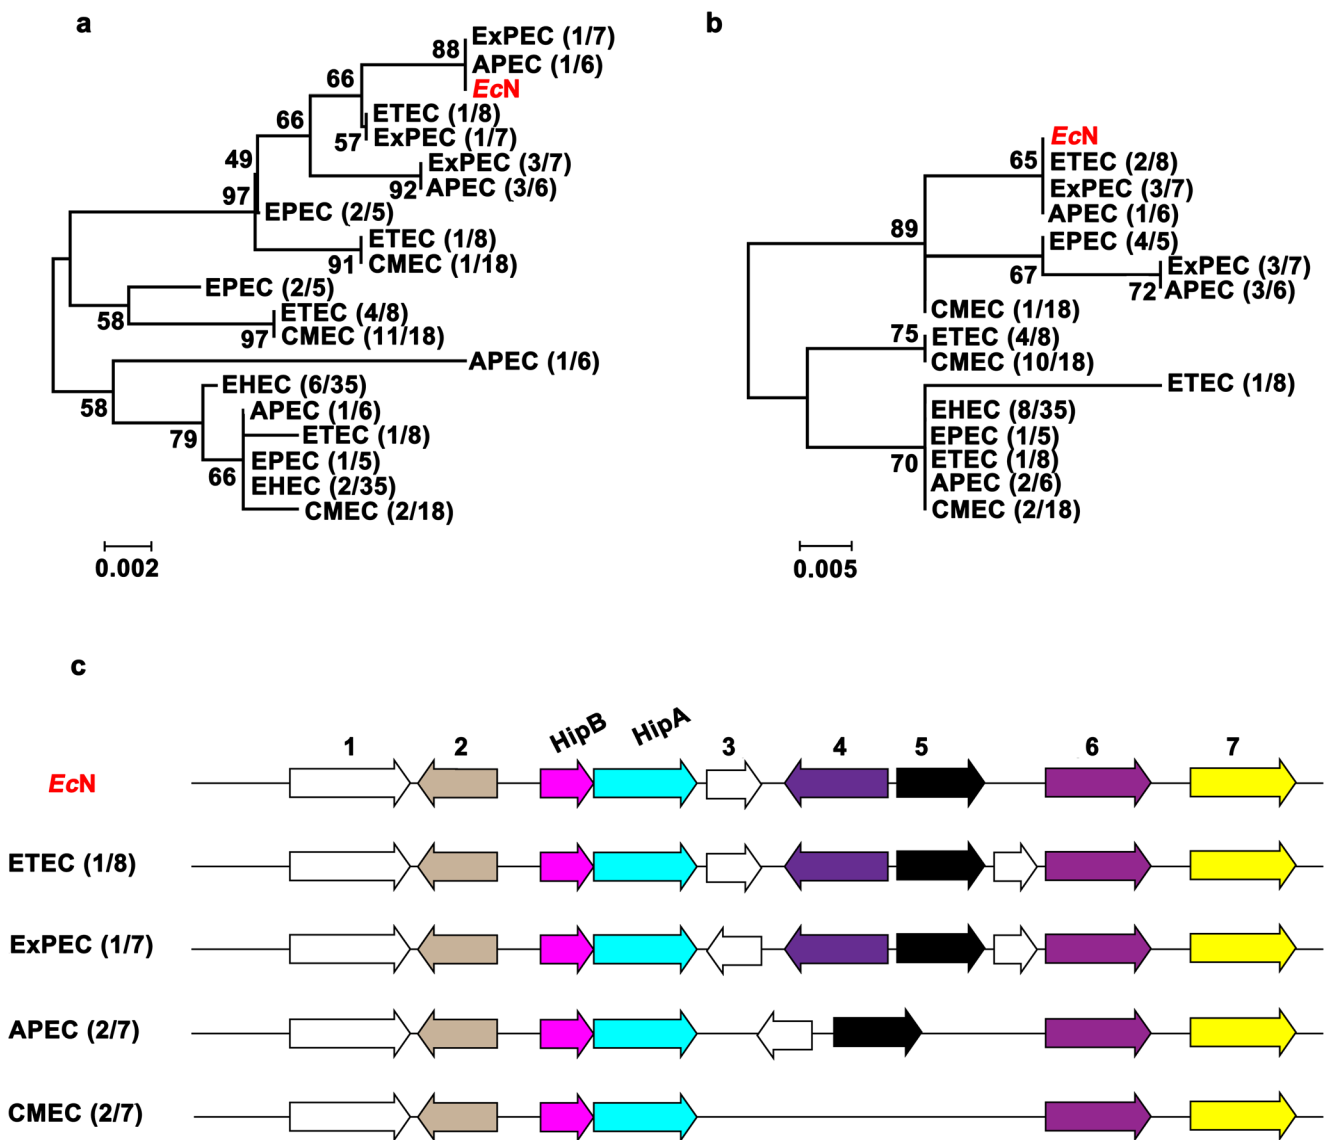 a
88
ExPEC (1/7)
APEC (1/6)
EcN
66
ETEC (1/8)
57
ExPEC (1/7)
66
ExPEC (3/7)
92
APEC (3/6)
49
97
EPEC (2/5)
ETEC (1/8)
91
CMEC (1/18)
EPEC (2/5)
58
ETEC (4/8)
97
CMEC (11/18)
APEC (1/6)
58
EHEC (6/35)
APEC (1/6)
79
ETEC (1/8)
EPEC (1/5)
66
EHEC (2/35)
CMEC (2/18)
0.002
b
EcN
65
ETEC (2/8)
ExPEC (3/7)
APEC (1/6)
89
EPEC (4/5)
67
ExPEC (3/7)
72
APEC (3/6)
CMEC (1/18)
75
ETEC (4/8)
CMEC (10/18)
ETEC (1/8)
EHEC (8/35)
EPEC (1/5)
70
ETEC (1/8)
APEC (2/6)
CMEC (2/18)
0.005
c
1 2 HipB HipA 3 4 5 6 7
EcN
ETEC (1/8)
ExPEC (1/7)
APEC (2/7)
CMEC (2/7)